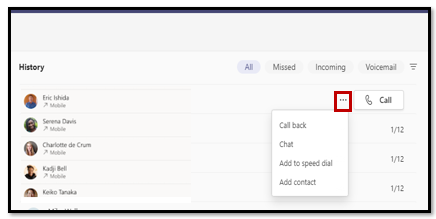 History
All
Missed
Incoming
Voicemail
Eric Ishida
Mobile
...
Call
Serena Davis
Mobile
1/12
Charlotte de Crum
Mobile
1/12
Kadji Bell
Mobile
1/12
Keiko Tanaka
Call back
Chat
Add to speed dial
Add contact